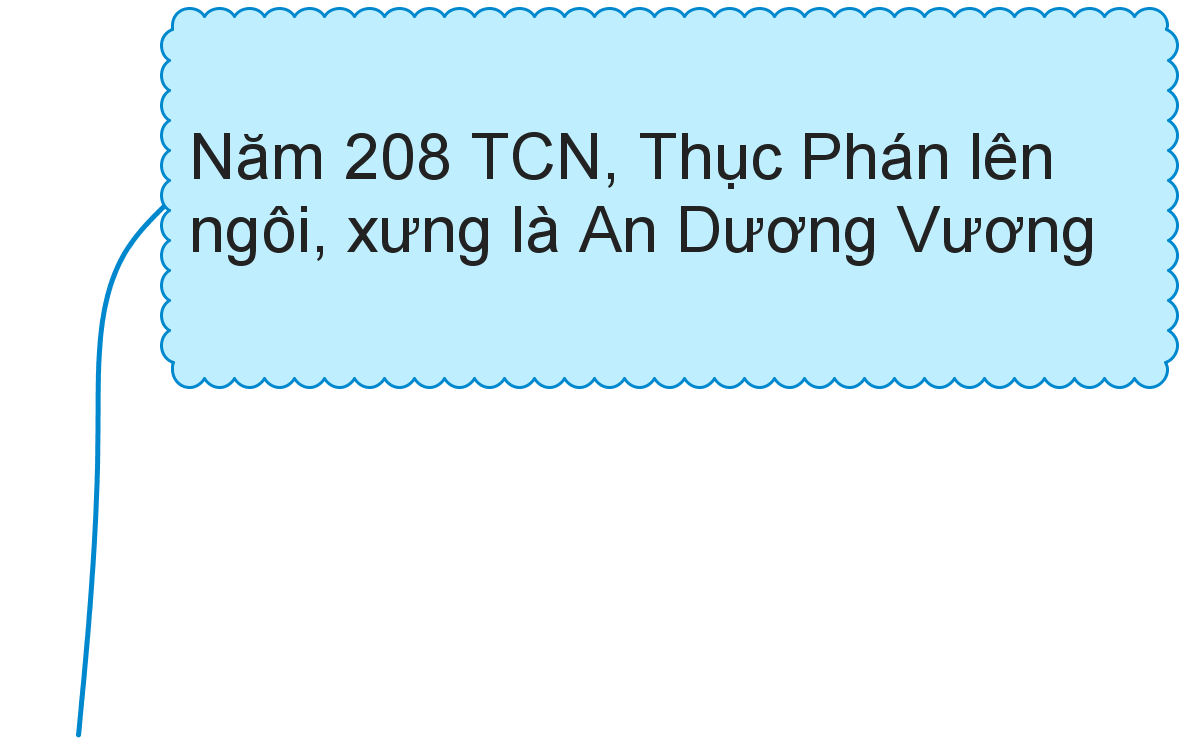 Năm 208 TCN, Thục Phán lên
ngôi, xưng là An Dương Vương